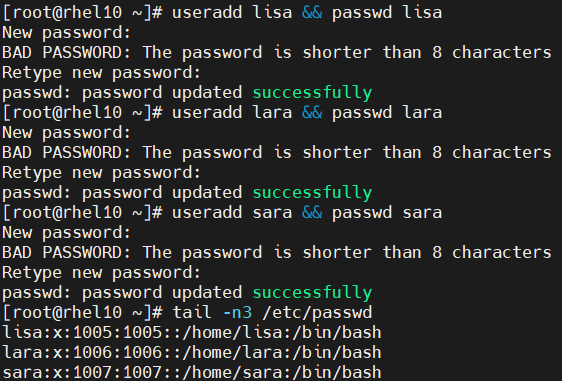 [root@rhel10 ~]# useradd lisa && passwd lisa
New password:
BAD PASSWORD: The password is shorter than 8 characters
Retype new password:
passwd: password updated successfully
[root@rhel10 ~]# useradd lara && passwd lara
New password:
BAD PASSWORD: The password is shorter than 8 characters
Retype new password:
passwd: password updated successfully
[root@rhel10 ~]# useradd sara && passwd sara
New password:
BAD PASSWORD: The password is shorter than 8 characters
Retype new password:
passwd: password updated successfully
[root@rhel10 ~]# tail -n3 /etc/passwd
lisa:x:1005:1005::/home/lisa:/bin/bash
lara:x:1006:1006::/home/lara:/bin/bash
sara:x:1007:1007::/home/sara:/bin/bash